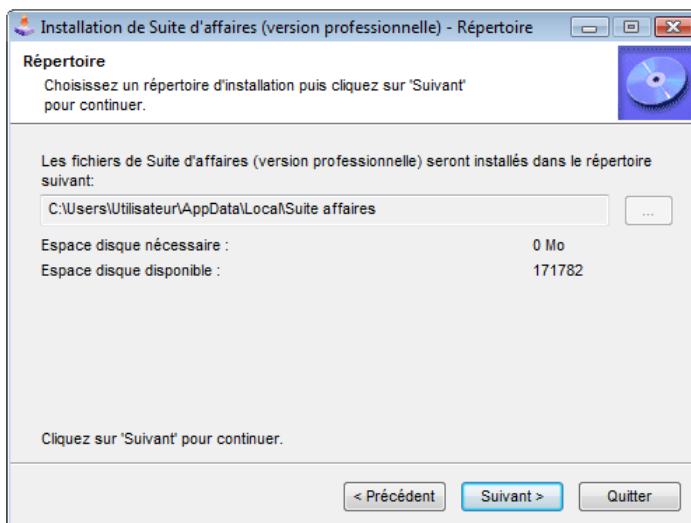 Installation de Suite d'affaires (version professionnelle) - Répertoire
Répertoire
Choisissez un répertoire d'installation puis cliquez sur 'Suivant'
pour continuer.
Les fichiers de Suite d'affaires (version professionnelle) seront installés dans le répertoire
suivant:
C:\Users\Utilisateur\AppData\Local\Suite affaires
...
Espace disque nécessaire : 0 Mo
Espace disque disponible : 171782
Cliquez sur 'Suivant' pour continuer.
< Précédent Suivant > Quitter